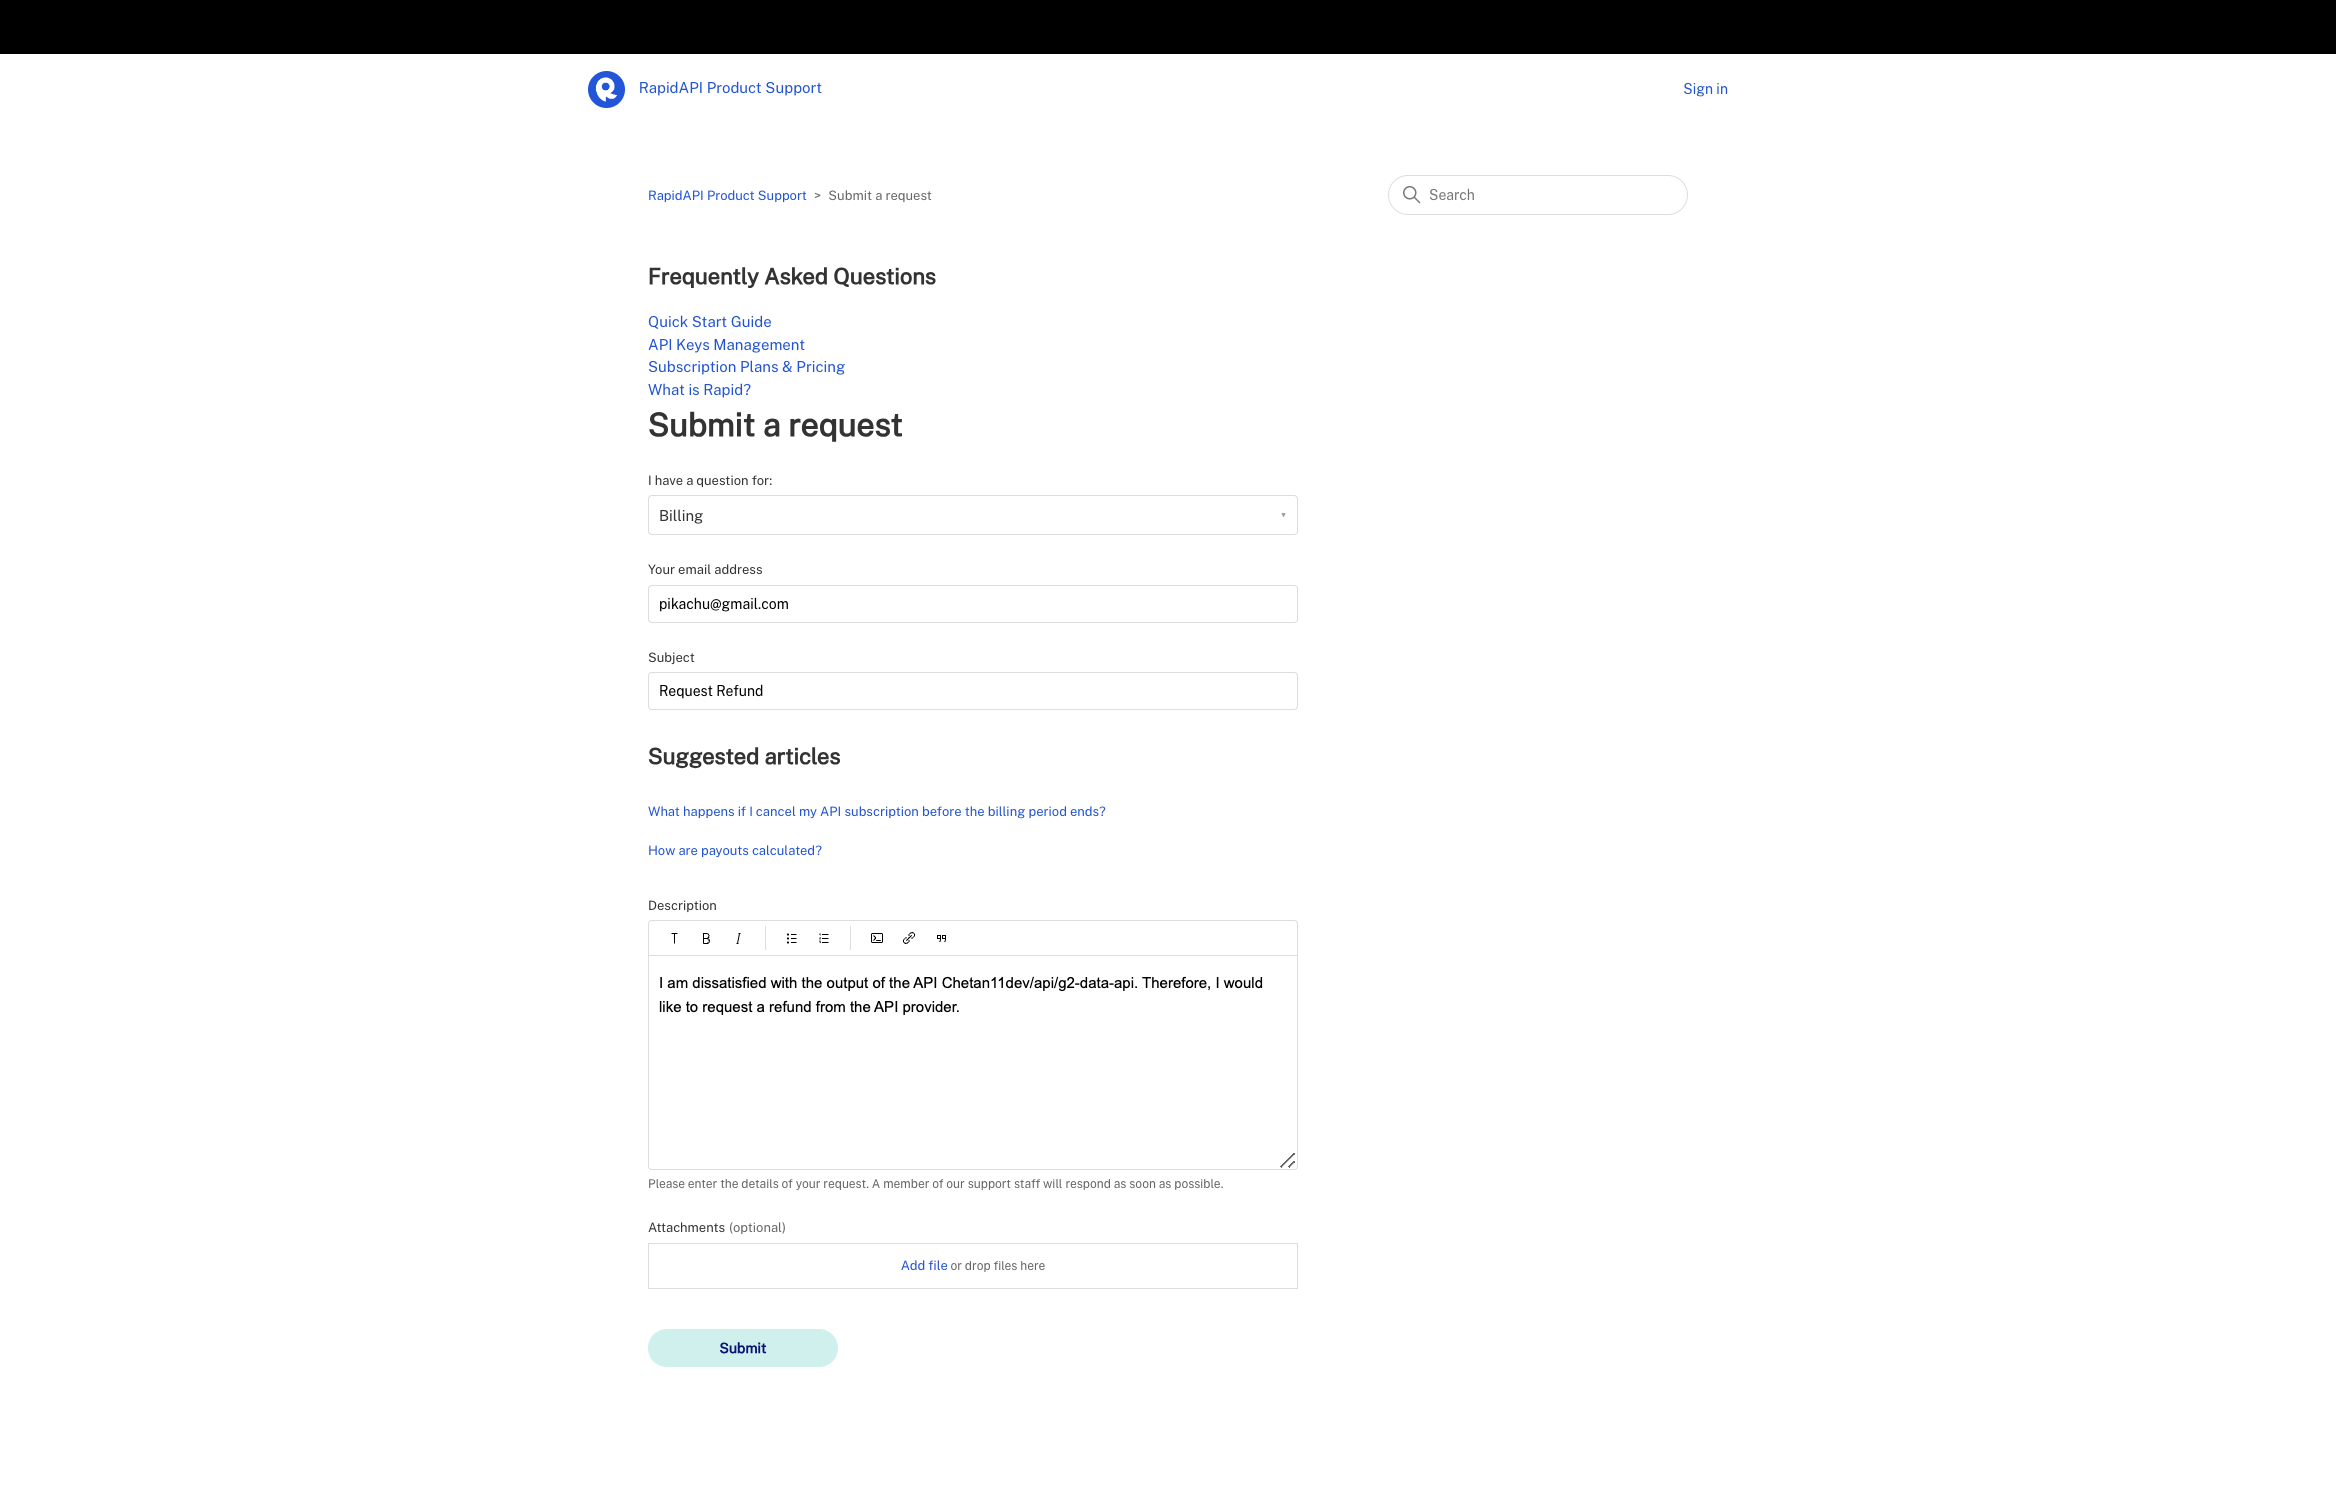 RapidAPI Product Support
Sign in
RapidAPI Product Support > Submit a request
Search
Frequently Asked Questions
Quick Start Guide
API Keys Management
Subscription Plans & Pricing
What is Rapid?
Submit a request
I have a question for:
Billing
Your email address
pikachu@gmail.com
Subject
Request Refund
Suggested articles
What happens if I cancel my API subscription before the billing period ends?
How are payouts calculated?
Description
T B I
I am dissatisfied with the output of the API Chetan11dev/api/g2-data-api. Therefore, I would
like to request a refund from the API provider.
Please enter the details of your request. A member of our support staff will respond as soon as possible.
Attachments (optional)
Add file or drop files here
Submit